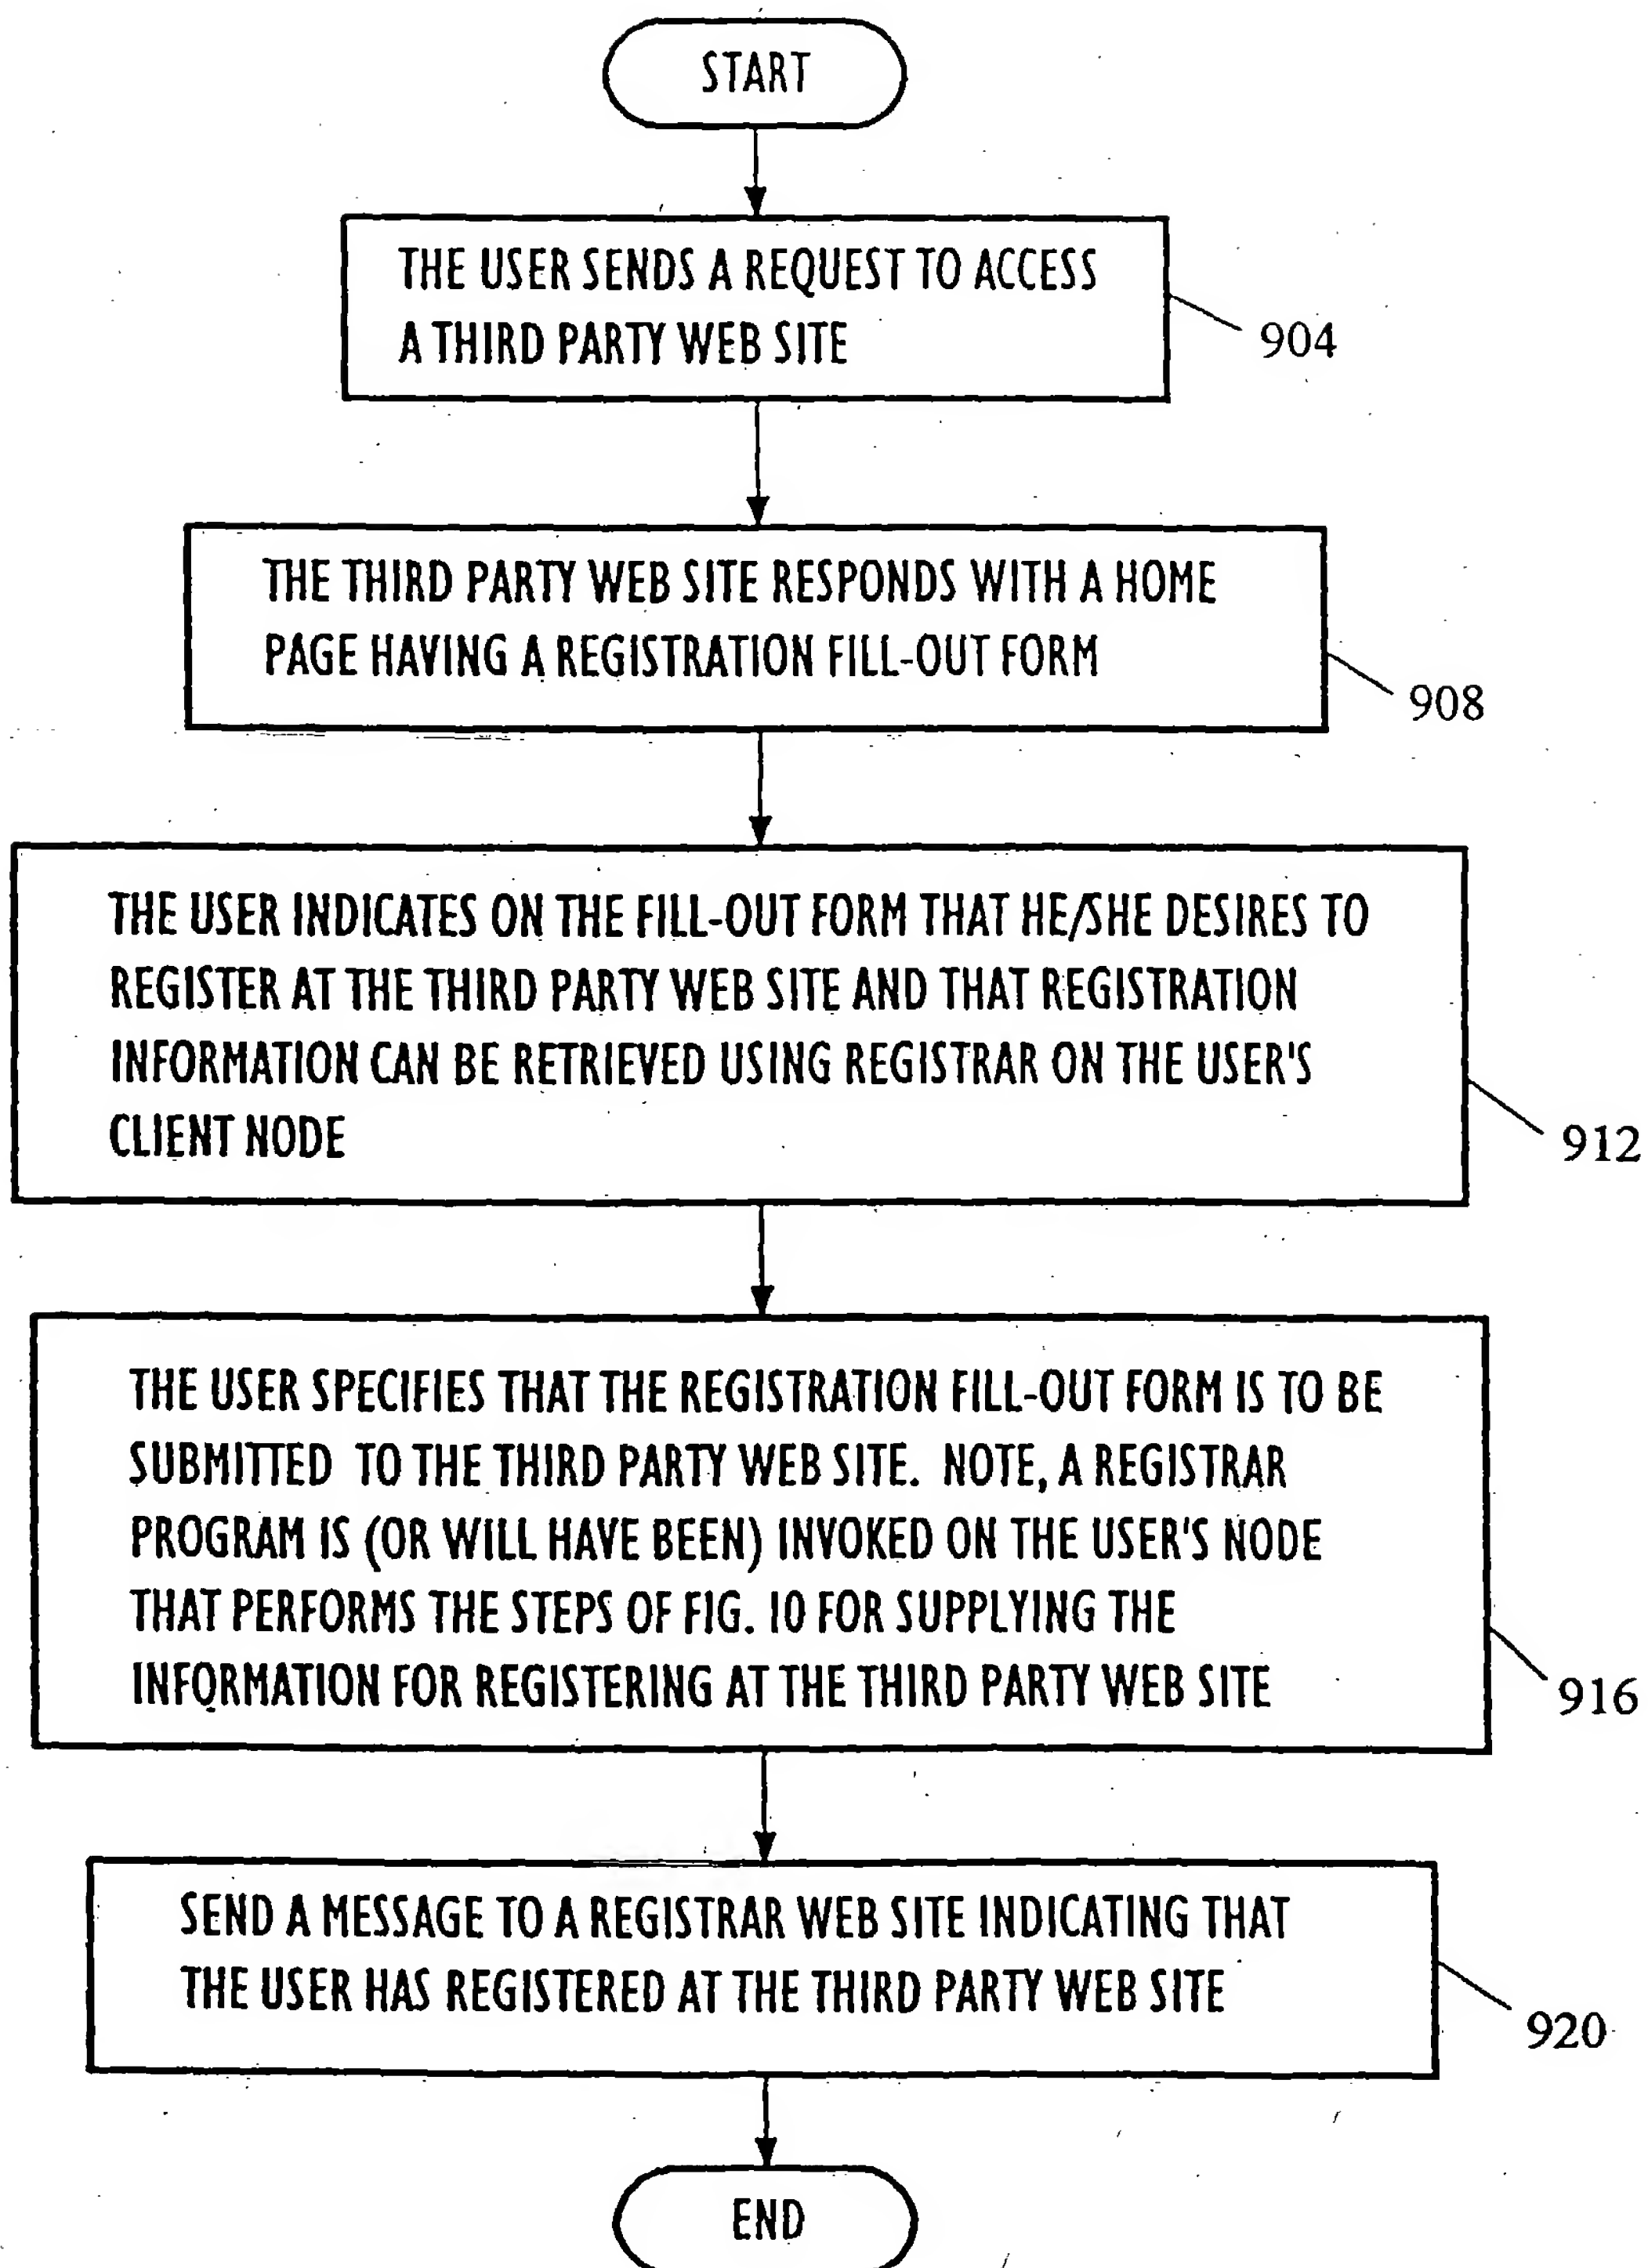 START
THE USER SENDS A REQUEST TO ACCESS
A THIRD PARTY WEB SITE
904
THE THIRD PARTY WEB SITE RESPONDS WITH A HOME
PAGE HAVING A REGISTRATION FILL-OUT FORM
908
THE USER INDICATES ON THE FILL-OUT FORM THAT HE/SHE DESIRES TO
REGISTER AT THE THIRD PARTY WEB SITE AND THAT REGISTRATION
INFORMATION CAN BE RETRIEVED USING REGISTRAR ON THE USER'S
CLIENT NODE
912
THE USER SPECIFIES THAT THE REGISTRATION FILL-OUT FORM IS TO BE
SUBMITTED TO THE THIRD PARTY WEB SITE. NOTE, A REGISTRAR
PROGRAM IS (OR WILL HAVE BEEN) INVOKED ON THE USER'S NODE
THAT PERFORMS THE STEPS OF FIG. 10 FOR SUPPLYING THE
INFORMATION FOR REGISTERING AT THE THIRD PARTY WEB SITE
916
SEND A MESSAGE TO A REGISTRAR WEB SITE INDICATING THAT
THE USER HAS REGISTERED AT THE THIRD PARTY WEB SITE
920
END